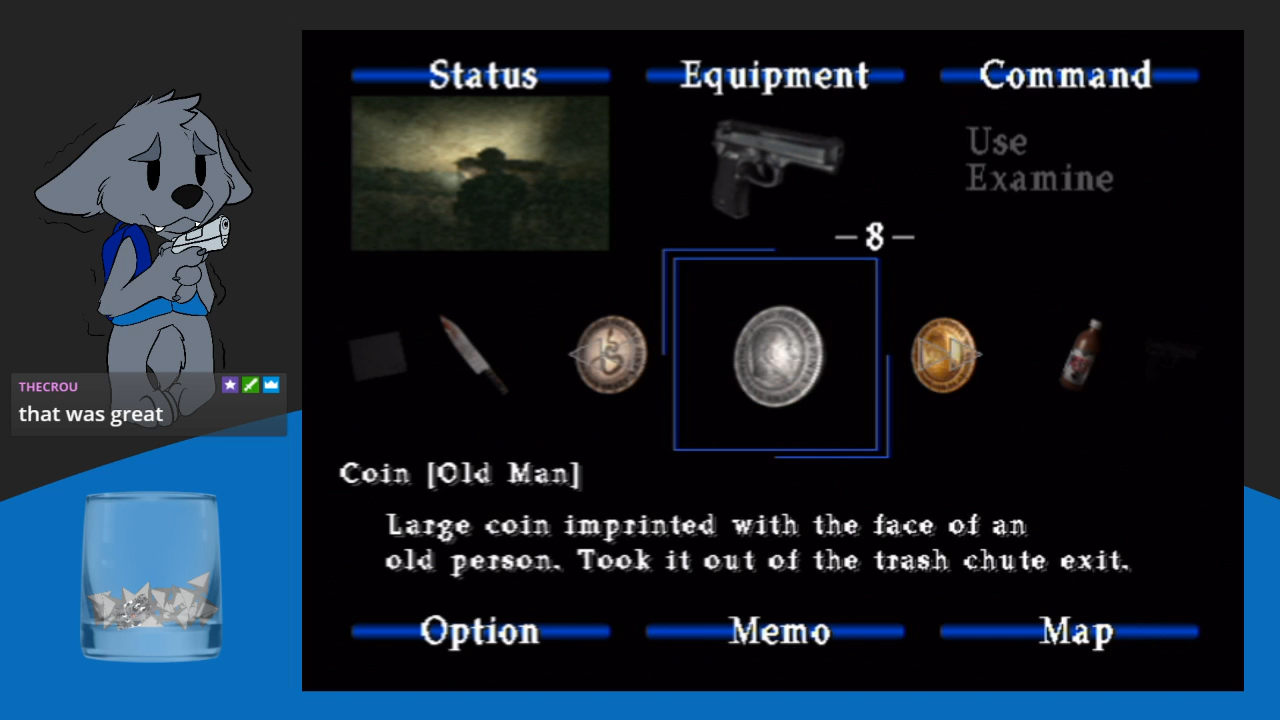 Status
Equipment
Command
Use
Examine
8
THECROU
that was great
Coin [Old Man]
Large coin imprinted with the face of an
old person. Took it out of the trash chute exit.
Option
Memo
Map